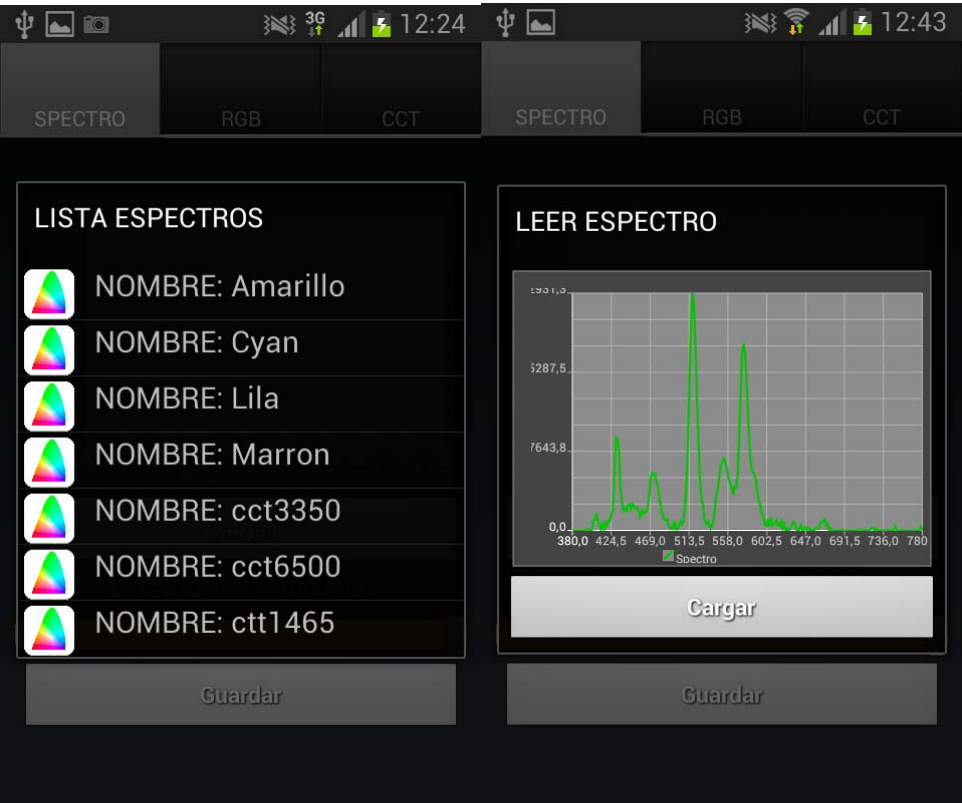 3G 12:24
SPECTRO RGB CCT
LISTA ESPECTROS
NOMBRE: Amarillo
NOMBRE: Cyan
NOMBRE: Lila
NOMBRE: Marron
NOMBRE: cct3350
NOMBRE: cct6500
NOMBRE: ctt1465
Guardar
12:43
SPECTRO RGB CCT
LEER ESPECTRO
5287,5
7643,8
0,0
380,0 424,5 469,0 513,5 558,0 602,5 647,0 691,5 736,0 780
Spectro
Cargar
Guardar